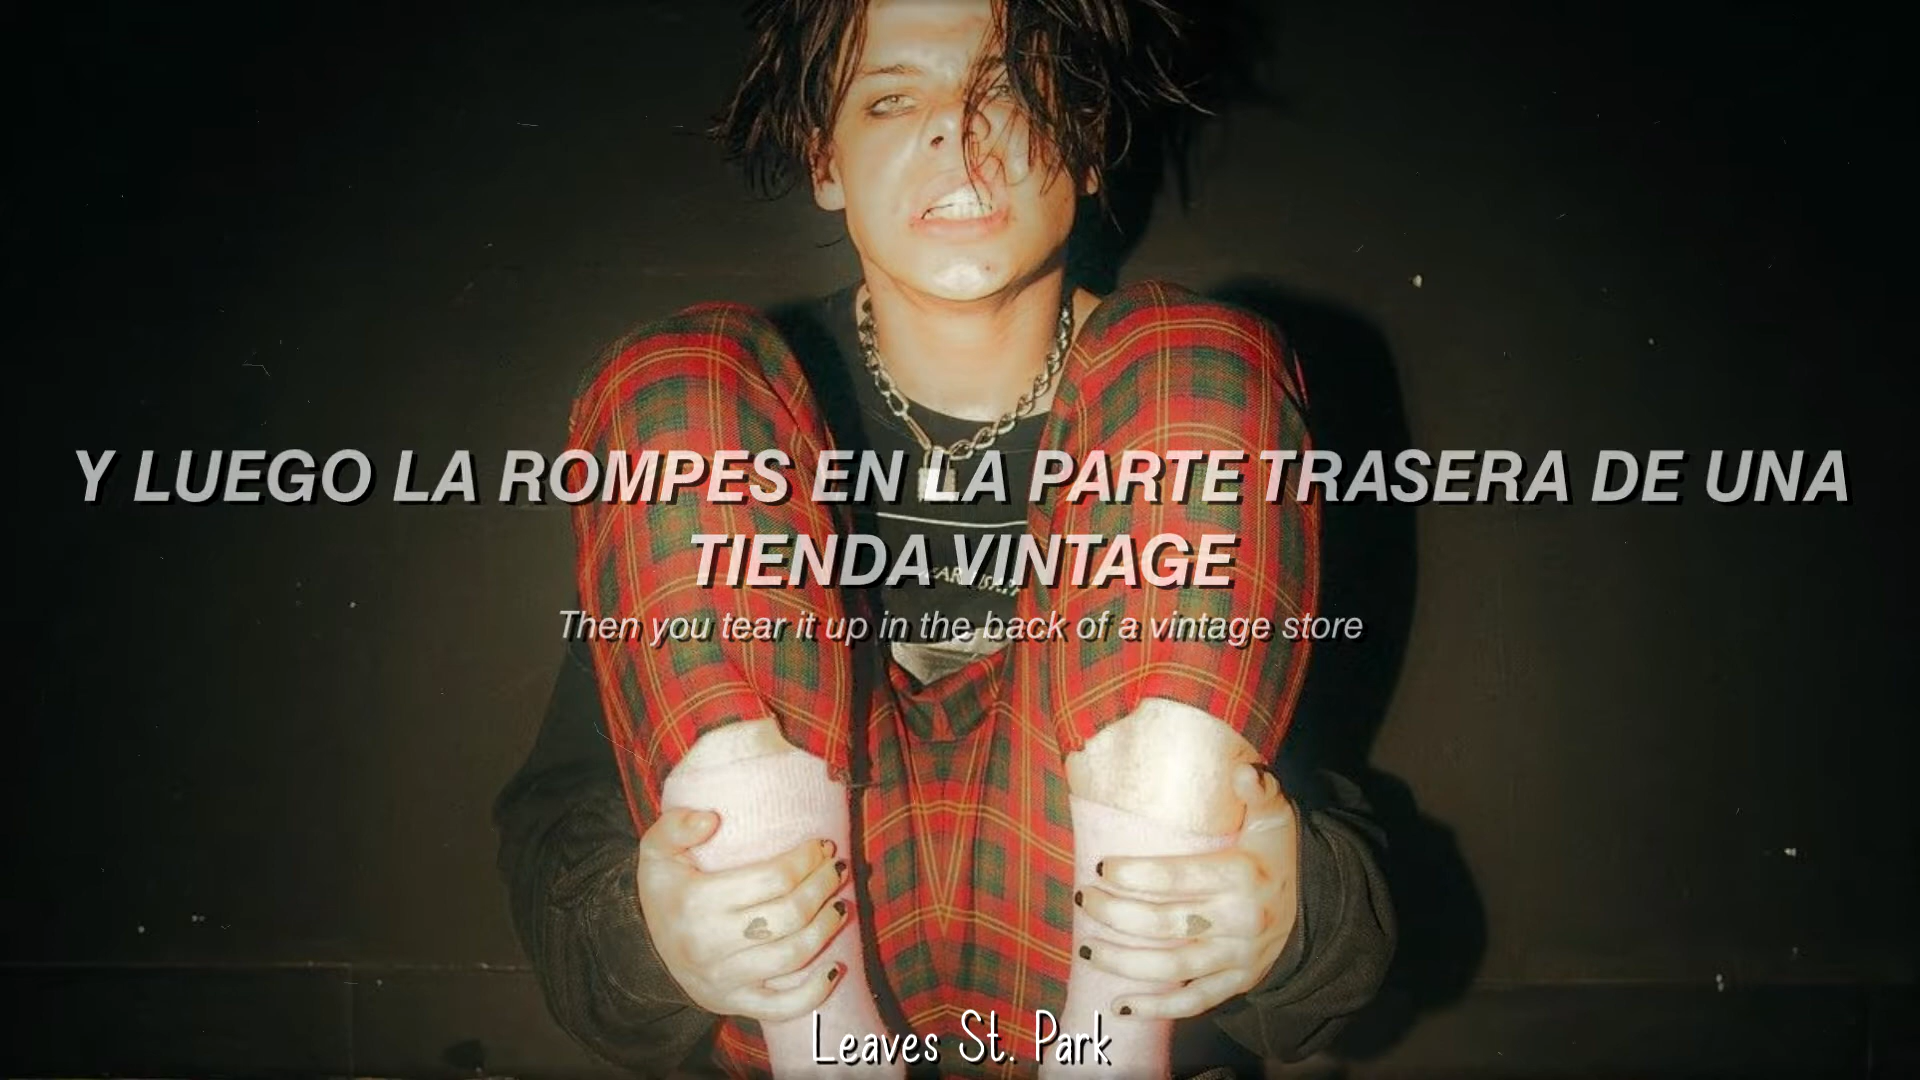 Y LUEGO LA ROMPES EN LA PARTE TRASERA DE UNA
TIENDA VINTAGE
Then you tear it up in the back of a vintage store
Leaves St. Park